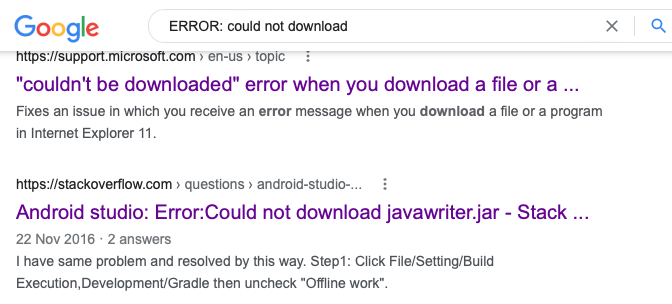 Google
ERROR: could not download
https://support.microsoft.com › en-us › topic
"couldn't be downloaded" error when you download a file or a ...
Fixes an issue in which you receive an error message when you download a file or a program
in Internet Explorer 11.
https://stackoverflow.com › questions › android-studio-...
Android studio: Error:Could not download javawriter.jar - Stack ...
22 Nov 2016 · 2 answers
I have same problem and resolved by this way. Step1: Click File/Setting/Build
Execution,Development/Gradle then uncheck "Offline work".